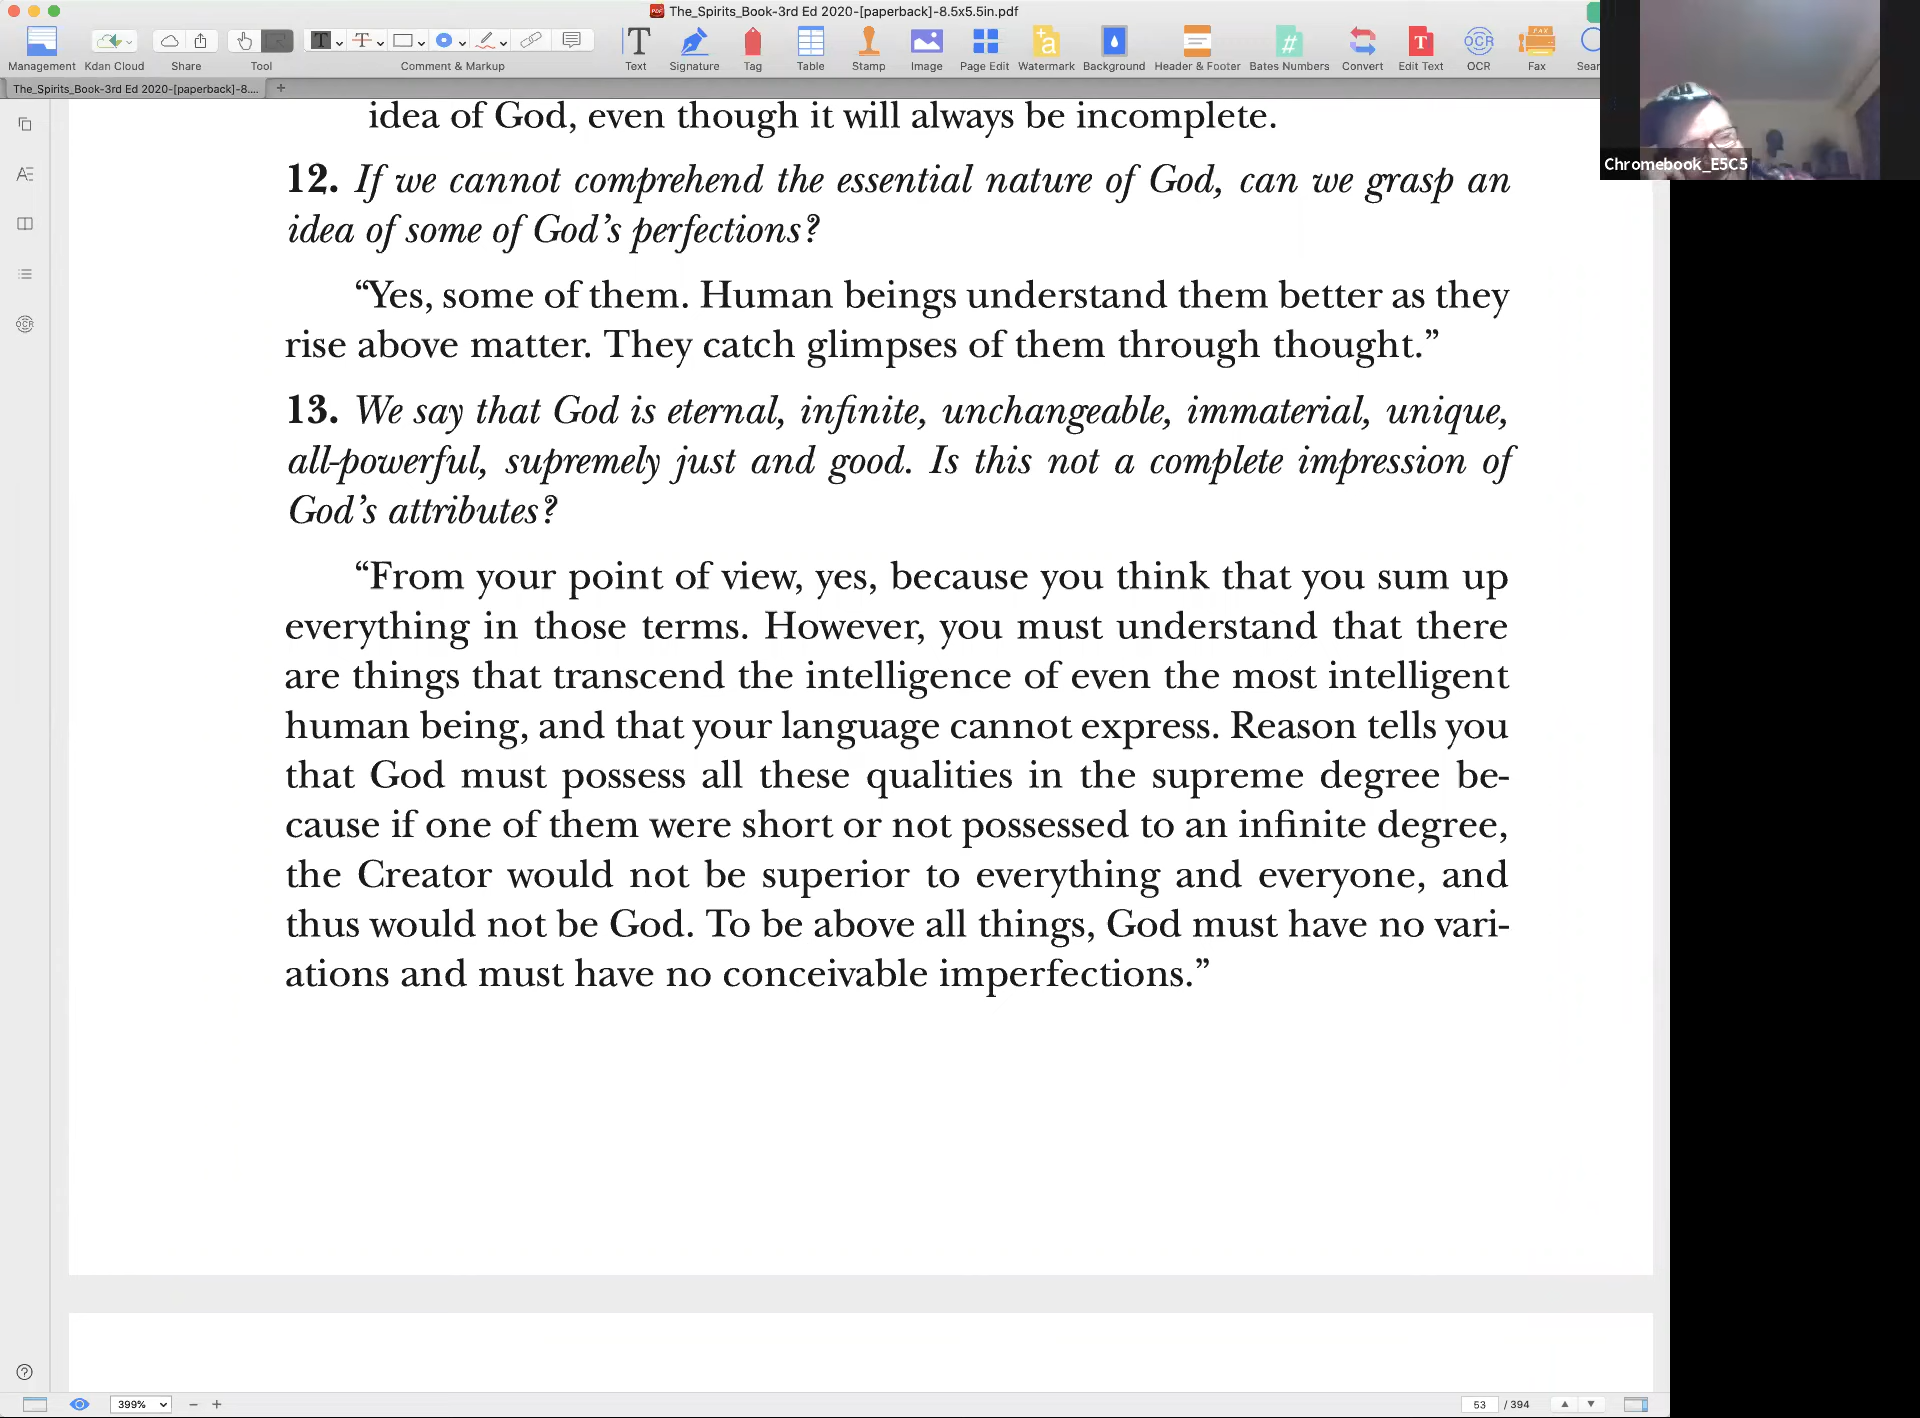 The_Spirits_Book-3rd Ed 2020-[paperback]-8.5x5.5in.pdf
Management Kdan Cloud Share Tool Comment & Markup Text Signature Tag Table Stamp Image Page Edit Watermark Background Header & Footer Bates Numbers Convert Edit Text OCR Fax
The_Spirits_Book-3rd Ed 2020-[paperback]-8....
Chromebook_E5C5
idea of God, even though it will always be incomplete.
12. If we cannot comprehend the essential nature of God, can we grasp an
idea of some of God’s perfections?
“Yes, some of them. Human beings understand them better as they
rise above matter. They catch glimpses of them through thought.”
13. We say that God is eternal, infinite, unchangeable, immaterial, unique,
all-powerful, supremely just and good. Is this not a complete impression of
God’s attributes?
“From your point of view, yes, because you think that you sum up
everything in those terms. However, you must understand that there
are things that transcend the intelligence of even the most intelligent
human being, and that your language cannot express. Reason tells you
that God must possess all these qualities in the supreme degree be-
cause if one of them were short or not possessed to an infinite degree,
the Creator would not be superior to everything and everyone, and
thus would not be God. To be above all things, God must have no vari-
ations and must have no conceivable imperfections.”
399%
53 / 394